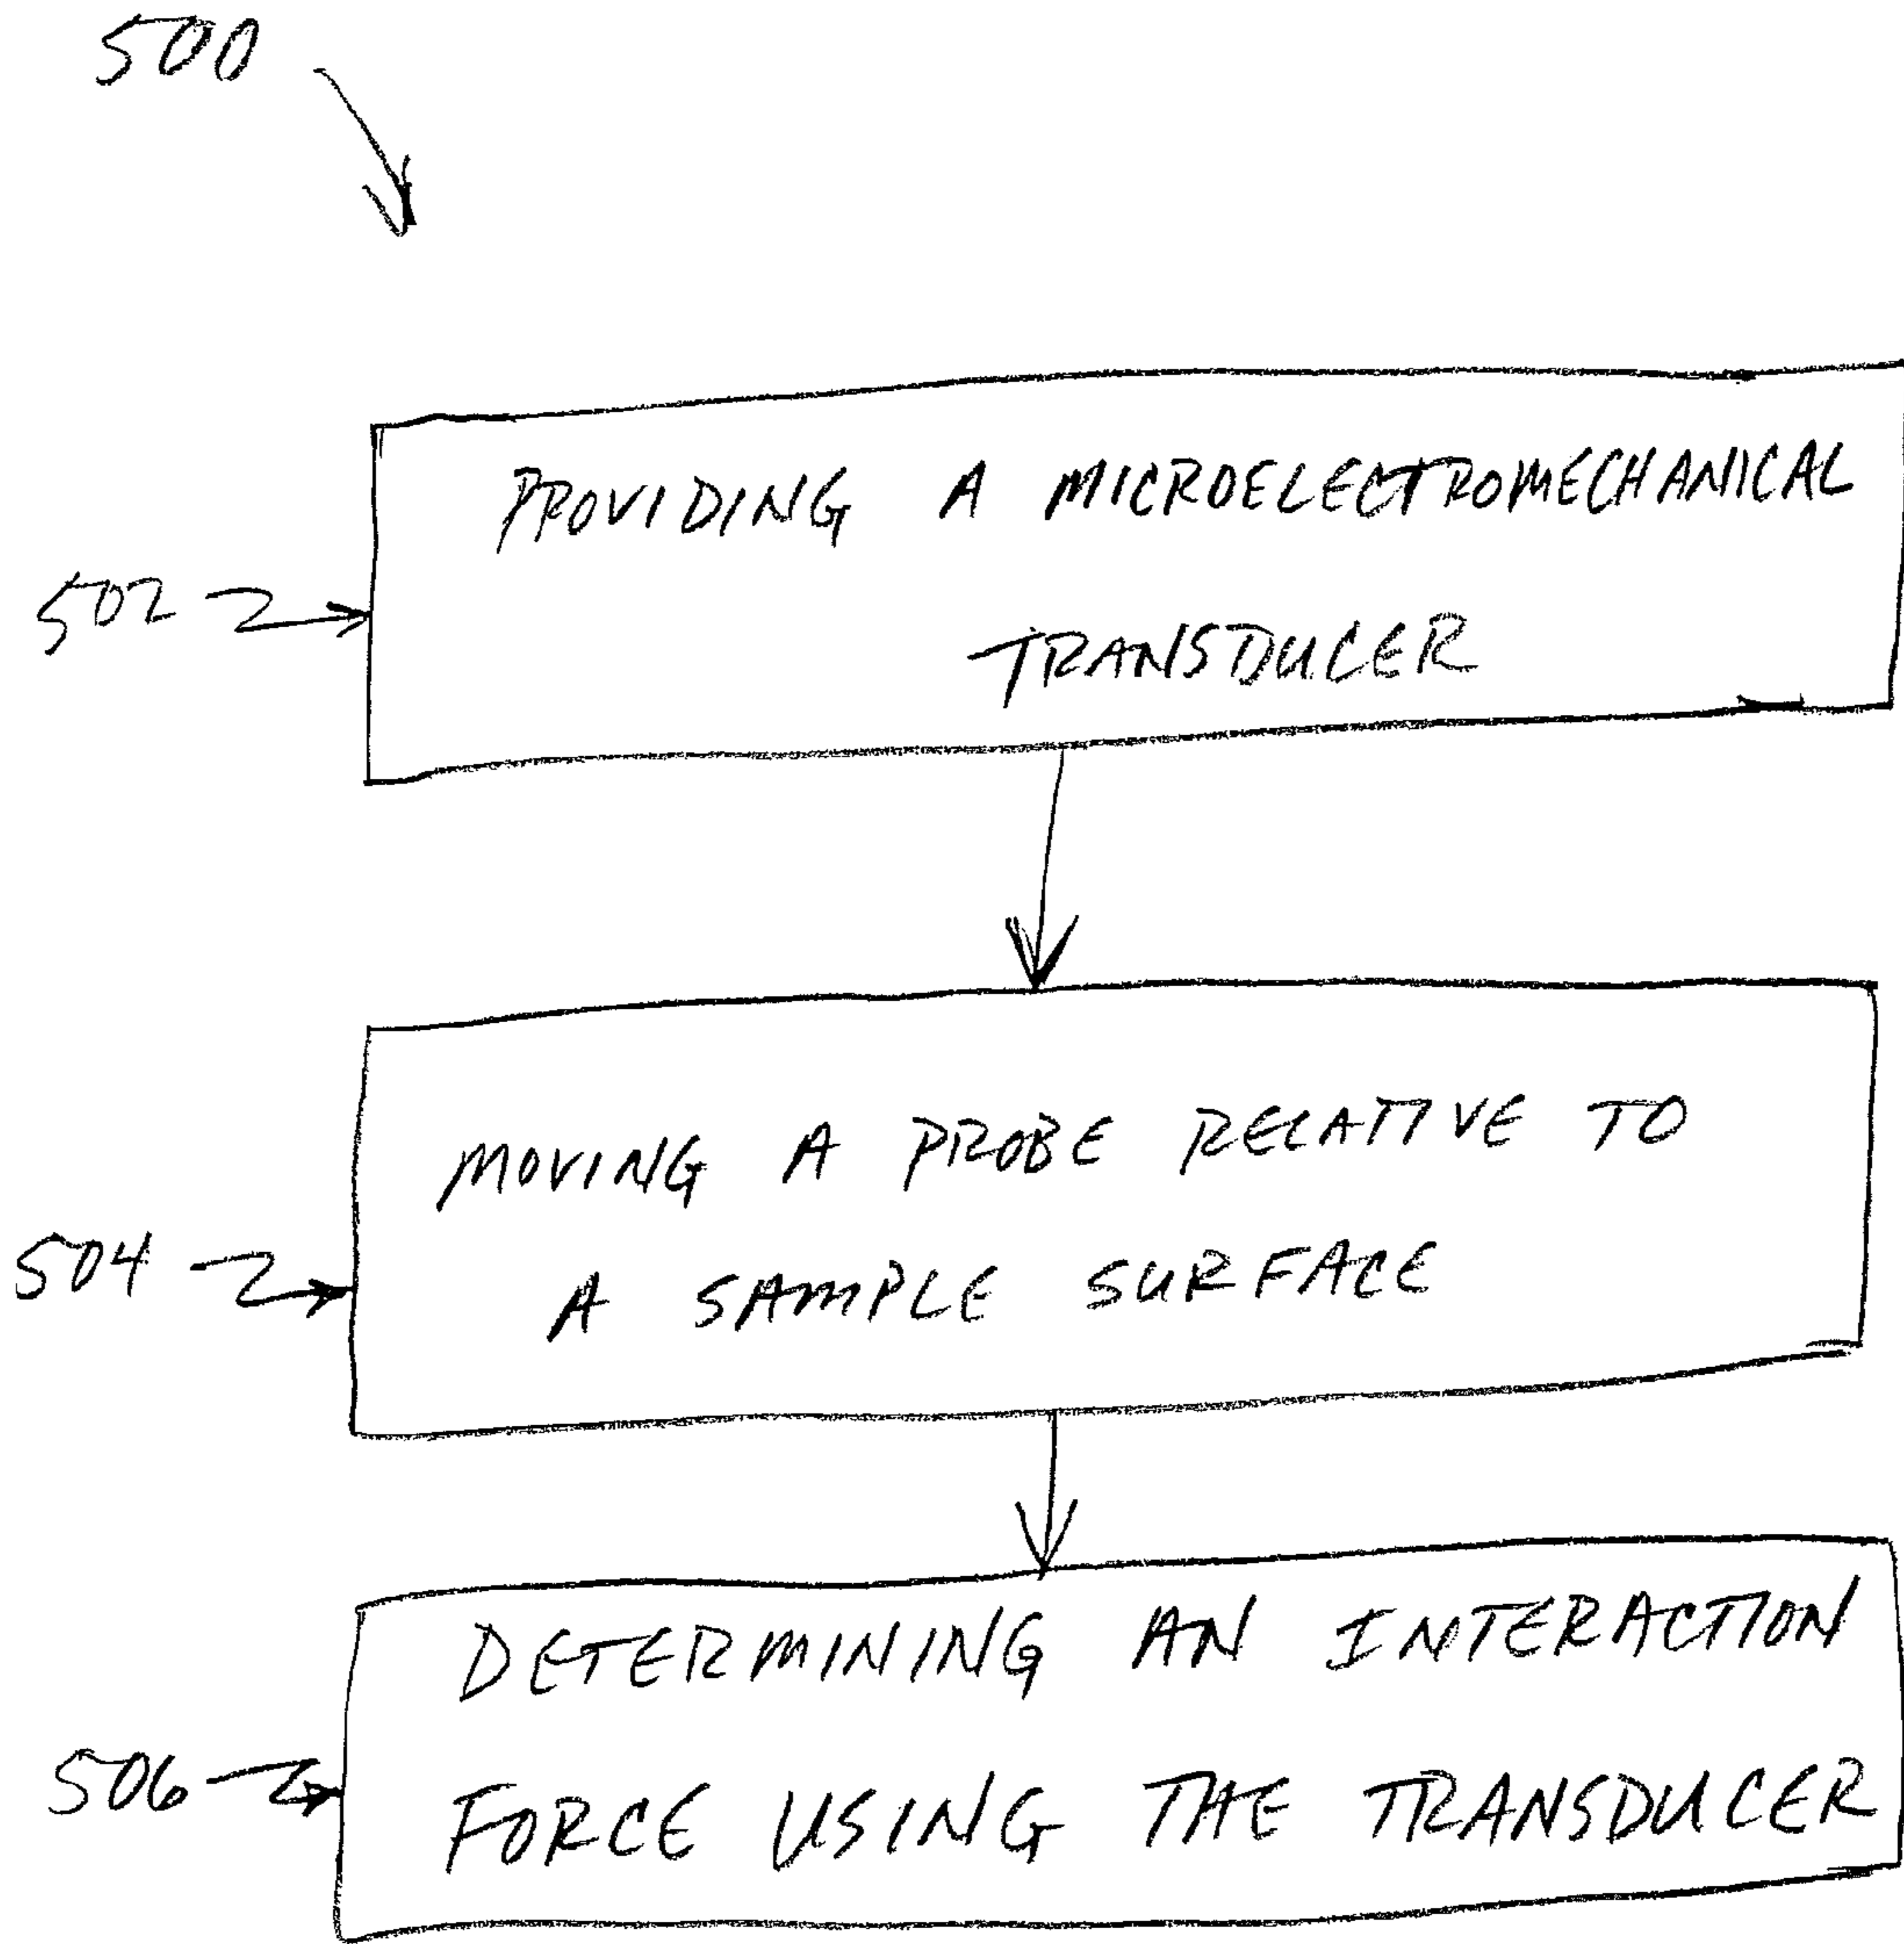 500
PROVIDING A MICROELECTROMECHANICAL
502
TRANSDUCER
MOVING A PROBE RELATIVE TO
504
A SAMPLE SURFACE
DETERMINING AN INTERACTION
506
FORCE USING THE TRANSDUCER